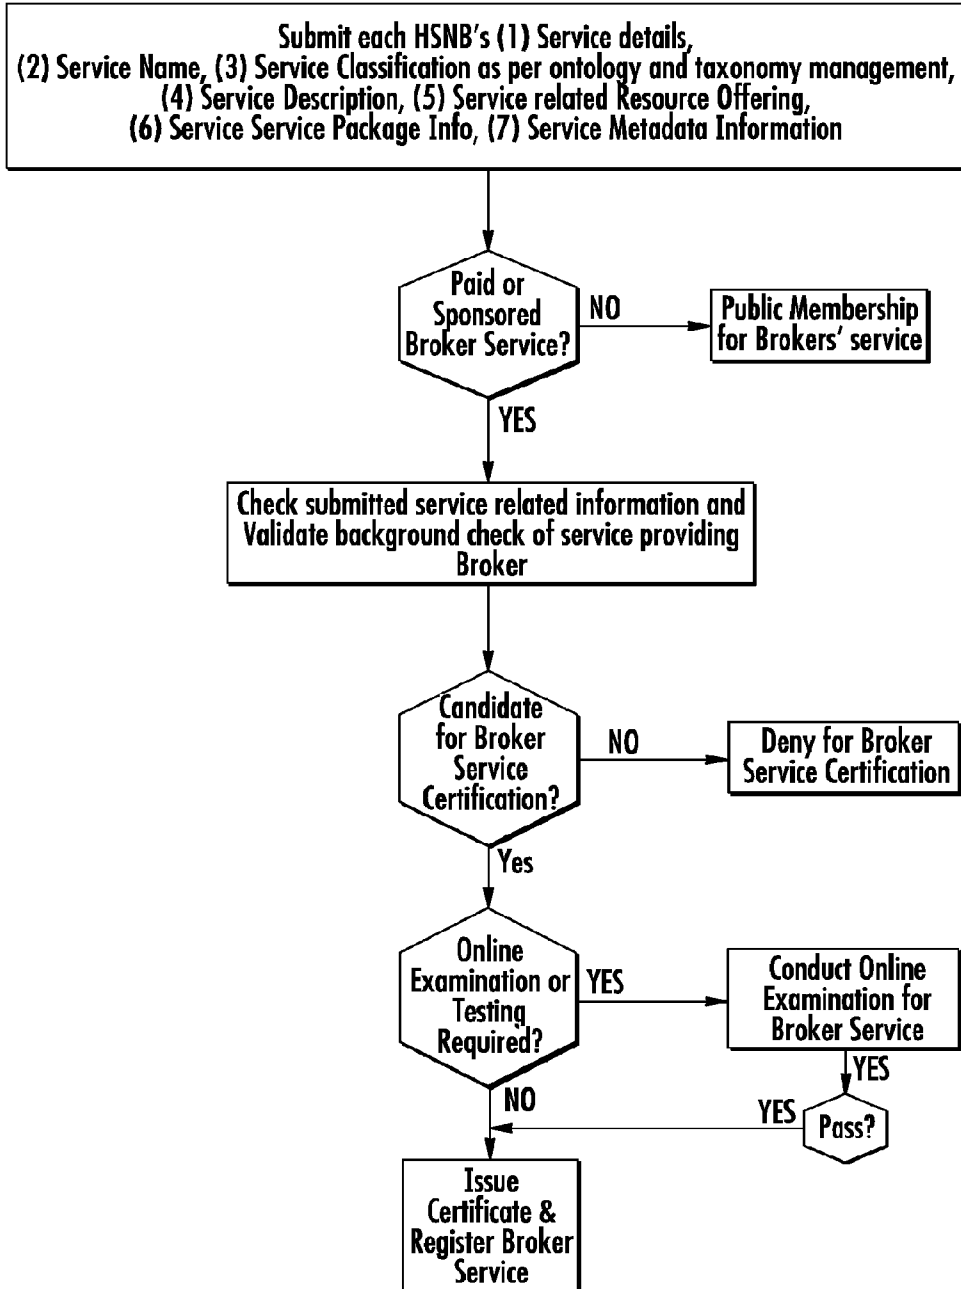 Submit each HSNB's (1) Service details,
(2) Service Name, (3) Service Classification as per ontology and taxonomy management,
(4) Service Description, (5) Service related Resource Offering,
(6) Service Service Package Info, (7) Service Metadata Information
Paid or
Sponsored
Broker Service?
NO
Public Membership
for Brokers' service
YES
Check submitted service related information and
Validate background check of service providing
Broker
Candidate
for Broker
Service
Certification?
NO
Deny for Broker
Service Certification
Yes
Online
Examination or
Testing
Required?
YES
Conduct Online
Examination for
Broker Service
YES
Pass?
YES
NO
Issue
Certificate &
Register Broker
Service